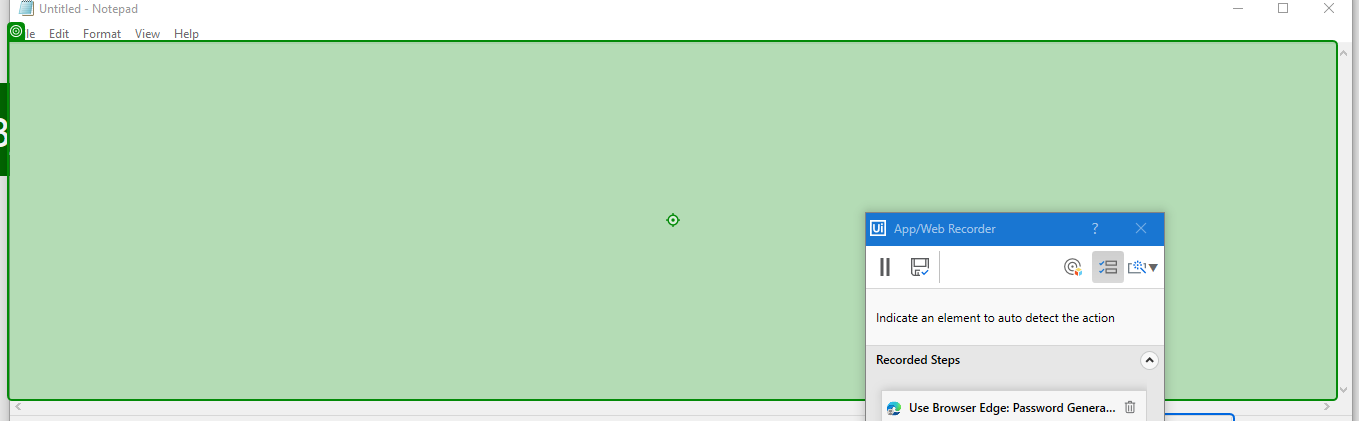 Untitled - Notepad
le Edit Format View Help
Ui App/Web Recorder ?
Indicate an element to auto detect the action
Recorded Steps
Use Browser Edge: Password Genera...